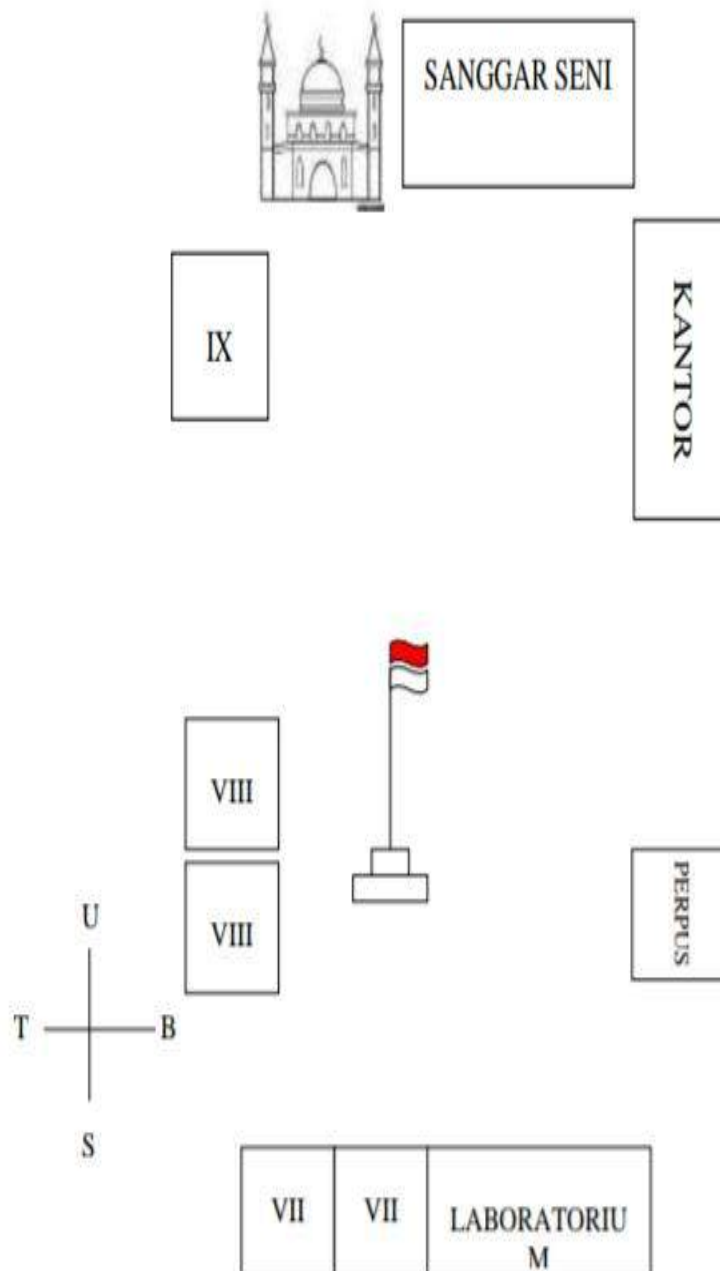 SANGGAR SENI
KANTOR
IX
VIII
VIII
PERPUS
U
T
B
S
VII
VII
LABORATORIU
M